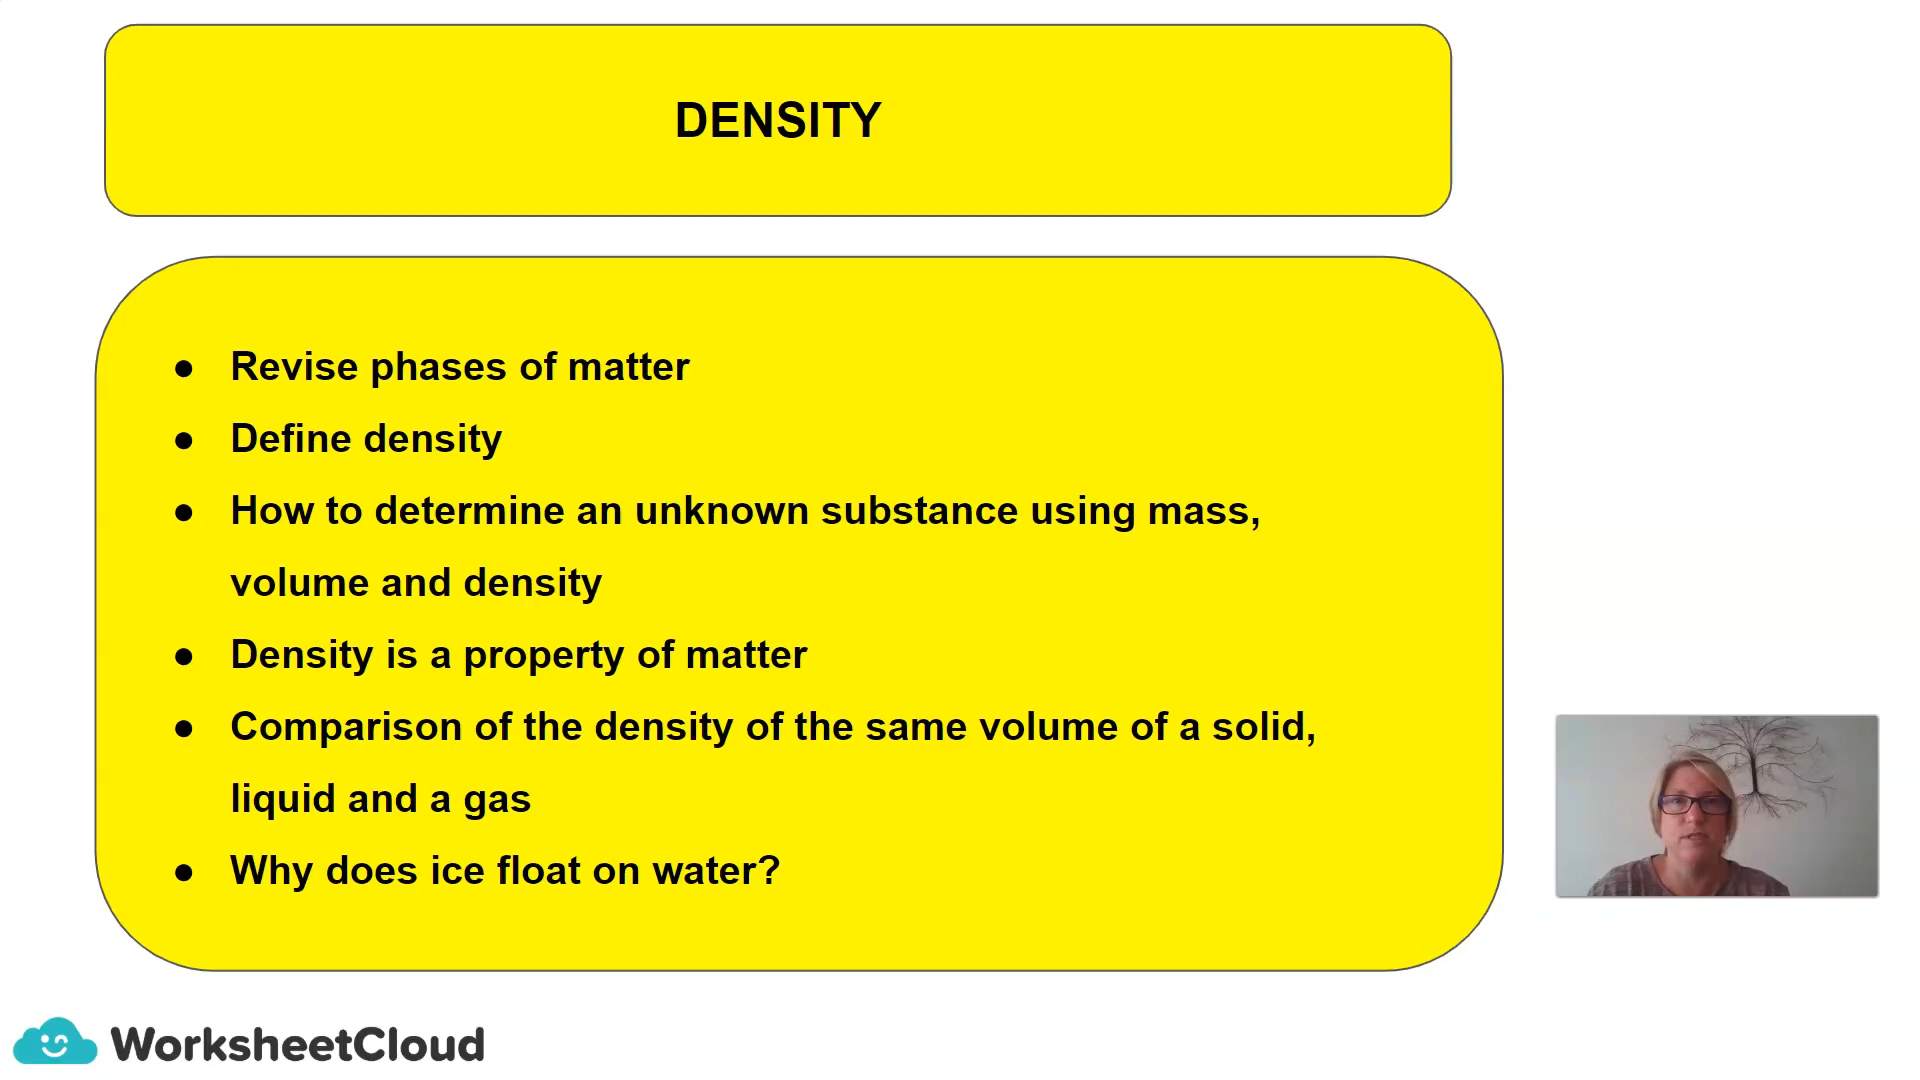 DENSITY
● Revise phases of matter
● Define density
● How to determine an unknown substance using mass,
volume and density
● Density is a property of matter
● Comparison of the density of the same volume of a solid,
liquid and a gas
● Why does ice float on water?
WorksheetCloud